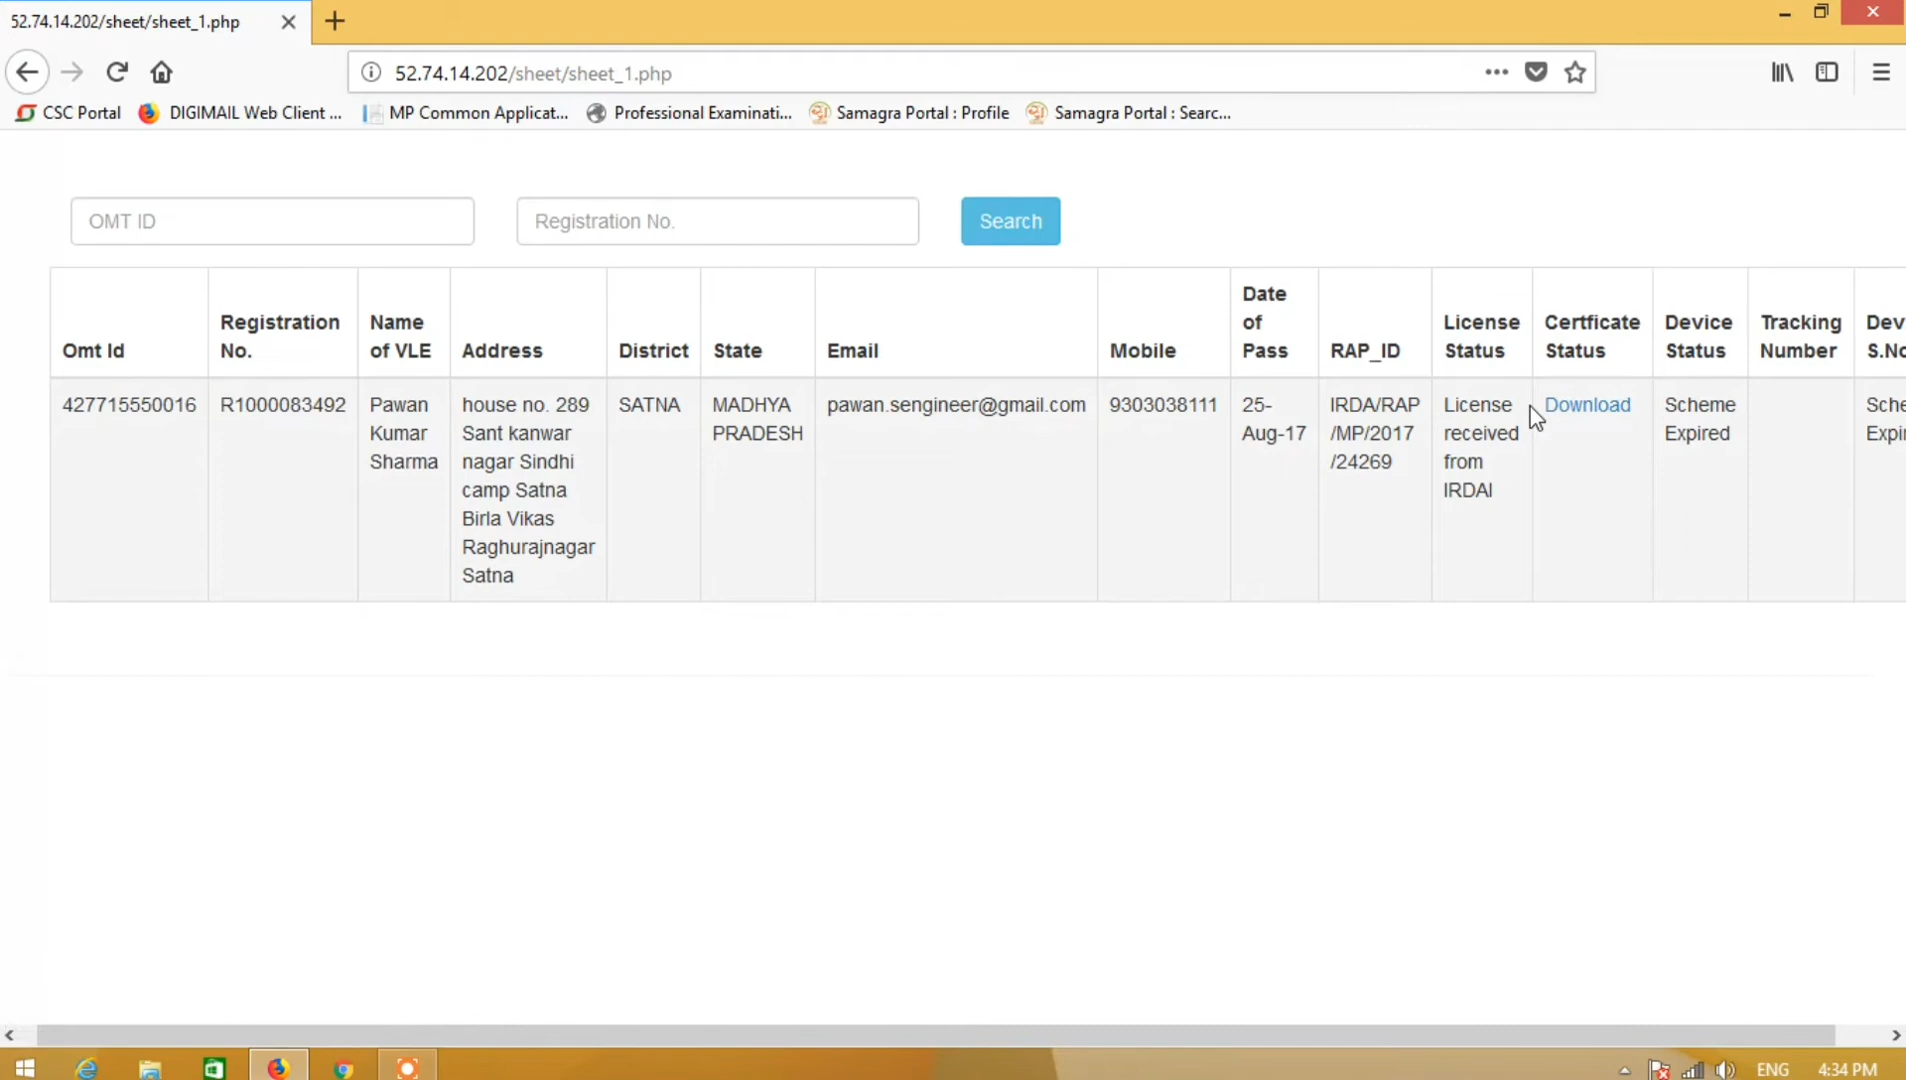 52.74.14.202/sheet/sheet_1.php
52.74.14.202/sheet/sheet_1.php
CSC Portal DIGIMAIL Web Client ... MP Common Applicat... Professional Examinati... Samagra Portal : Profile Samagra Portal : Searc...
OMT ID Registration No. Search
Omt Id Registration No. Name of VLE Address District State Email Mobile Date of Pass RAP_ID License Status Certficate Status Device Status Tracking Number
427715550016 R1000083492 Pawan house no. 289 SATNA MADHYA pawan.sengineer@gmail.com 9303038111 25- IRDA/RAP License Download Scheme
Kumar Sant kanwar PRADESH Aug-17 /MP/2017 received Expired
Sharma nagar Sindhi /24269 from
camp Satna IRDAI
Birla Vikas
Raghurajnagar
Satna
ENG 4:34 PM